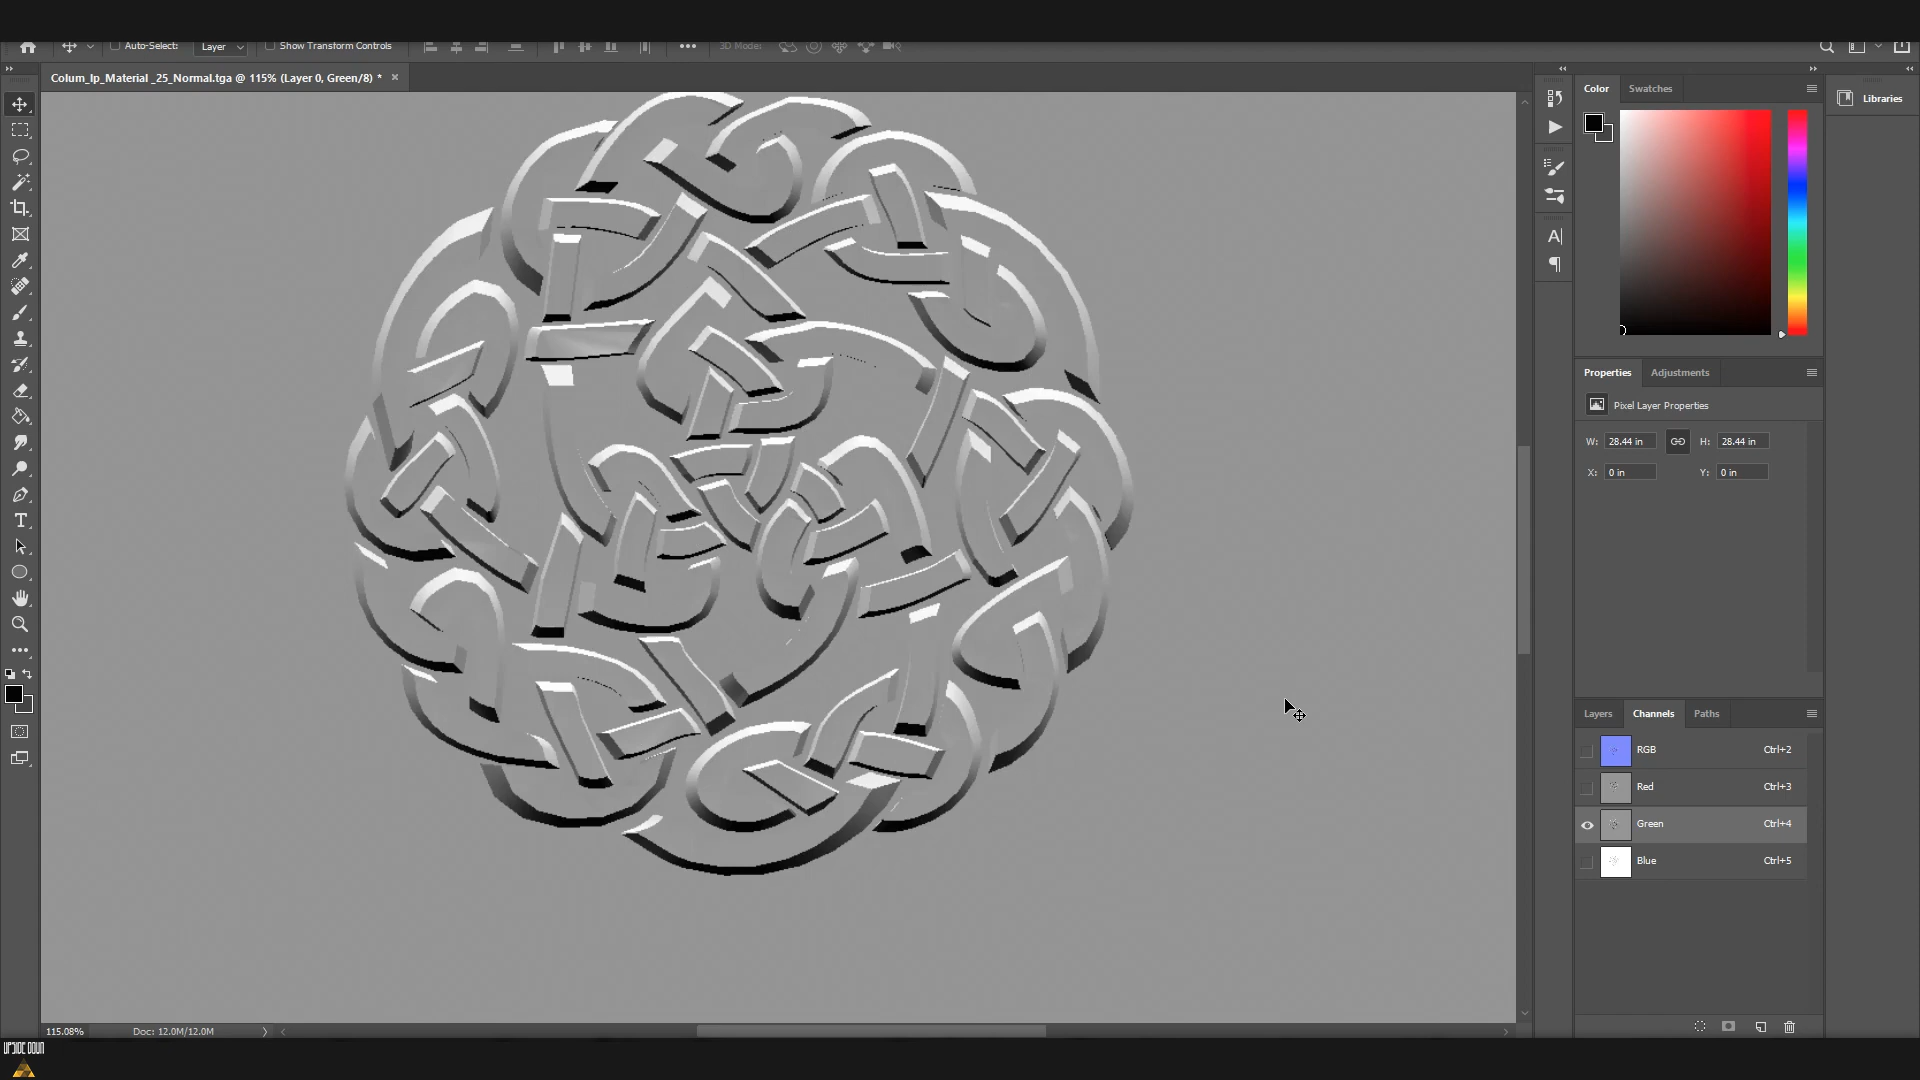 Auto-Select:
Layer
Show Transform Controls
3D Mode:
Colum_lp_Material _25_Normal.tga @ 115% (Layer 0, Green/8) *
Color
Swatches
Libraries
Properties
Adjustments
Pixel Layer Properties
W: 28.44 in
H: 28.44 in
X: 0 in
Y: 0 in
Layers
Channels
Paths
RGB
Ctrl+2
Red
Ctrl+3
Green
Ctrl+4
Blue
Ctrl+5
115.08%
Doc: 12.0M/12.0M
UPSIDE DOWN